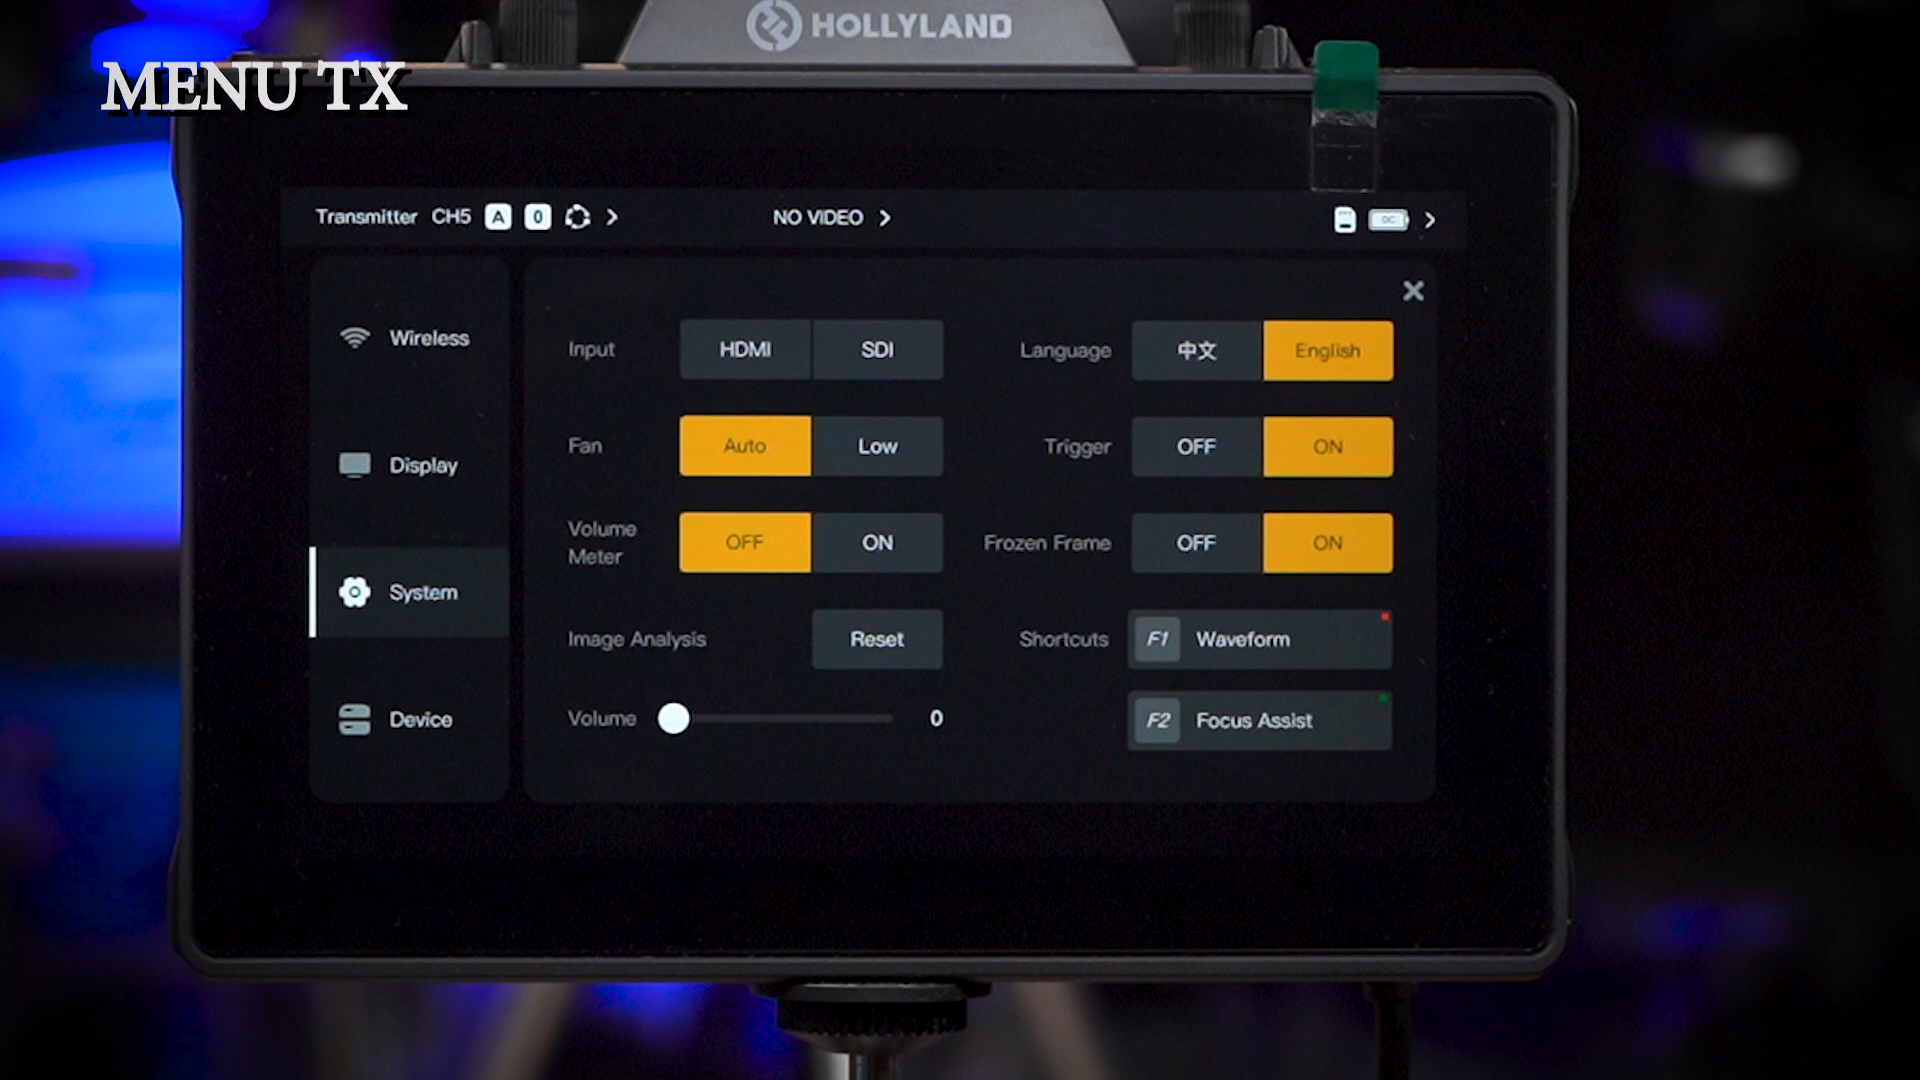 HOLLYLAND
MENU TX
Transmitter CH5 A 0
NO VIDEO
DC
Wireless
Display
System
Device
Input HDMI SDI
Fan Auto Low
Volume Meter OFF ON
Image Analysis Reset
Volume 0
Language 中文 English
Trigger OFF ON
Frozen Frame OFF ON
Shortcuts F1 Waveform
F2 Focus Assist